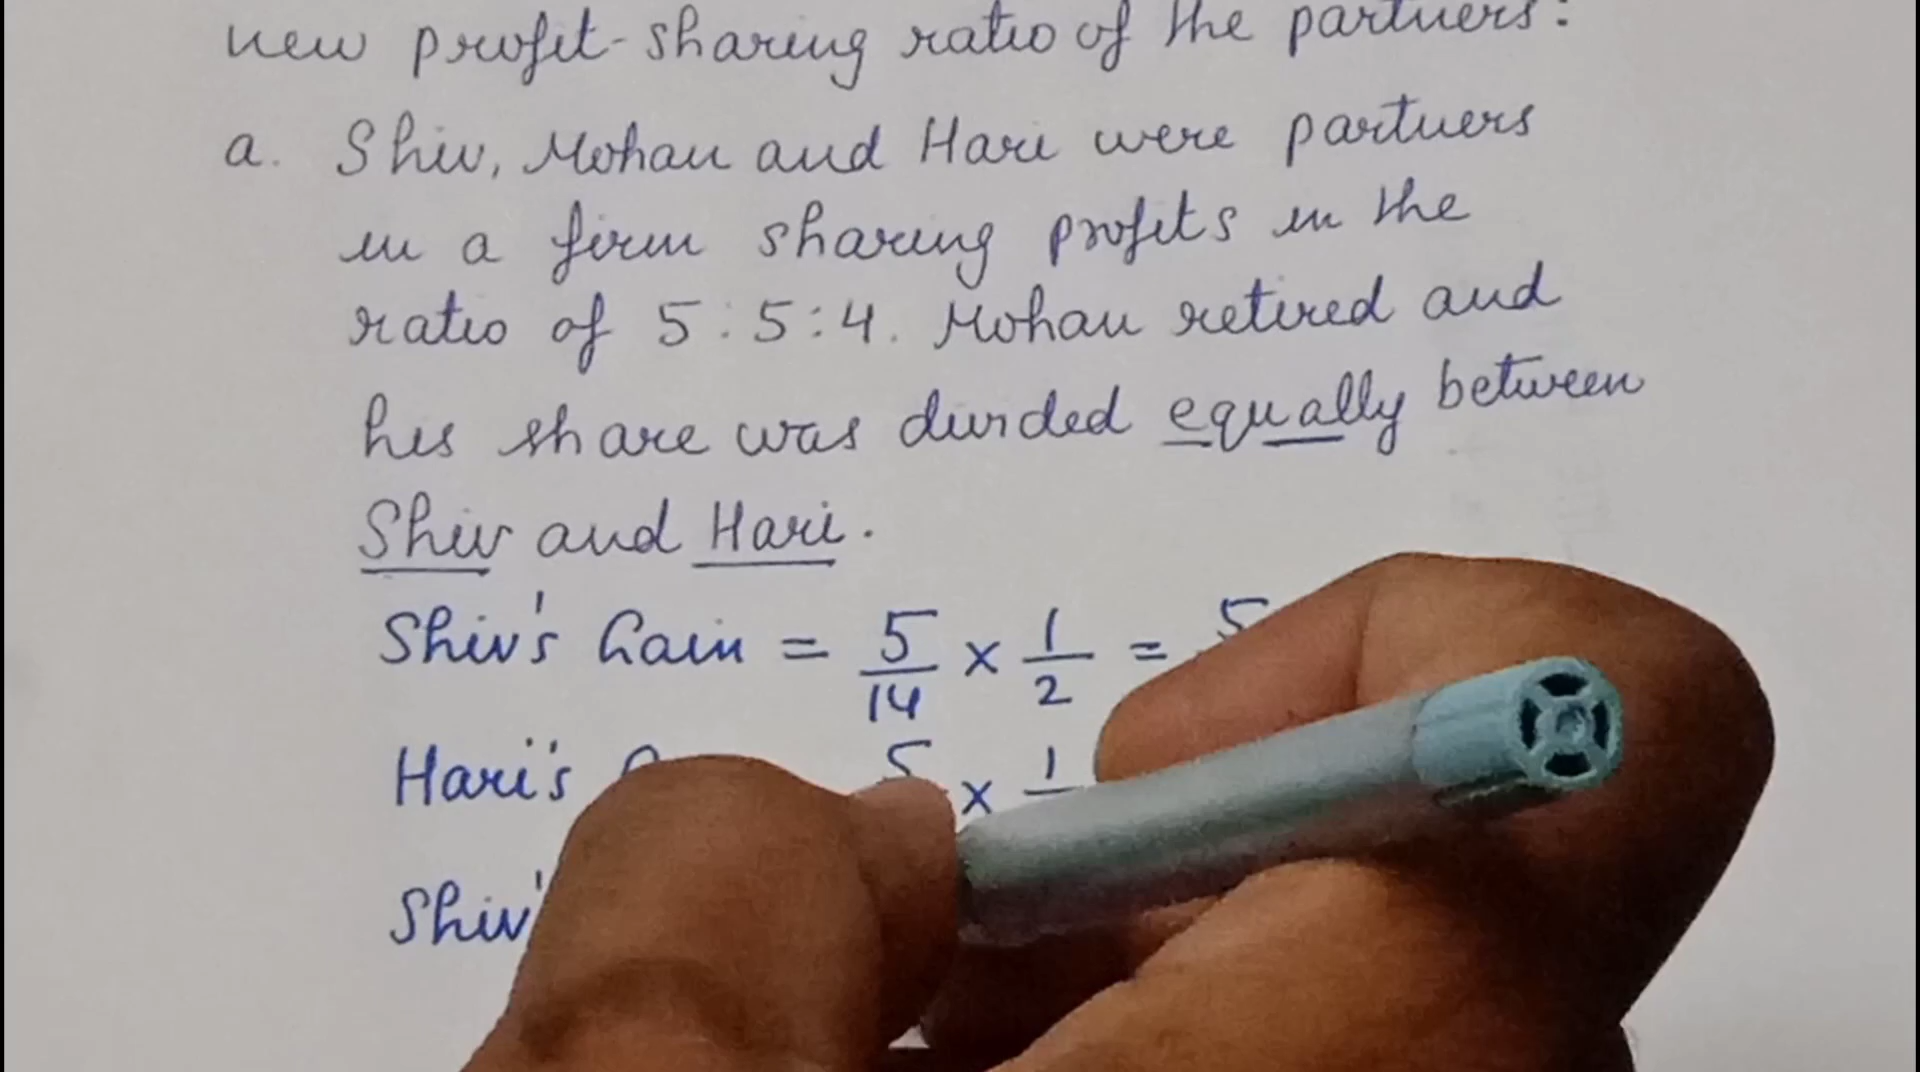 new profit-sharing ratio of the partners:
a. Shiv, Mohan and Hari were partners
in a firm sharing profits in the
ratio of 5:5:4. Mohan retired and
his share was divided equally between
Shiv and Hari.
Shiv's Gain = 5/14 × 1/2 = 5
Hari's 5 × 1
Shiv'